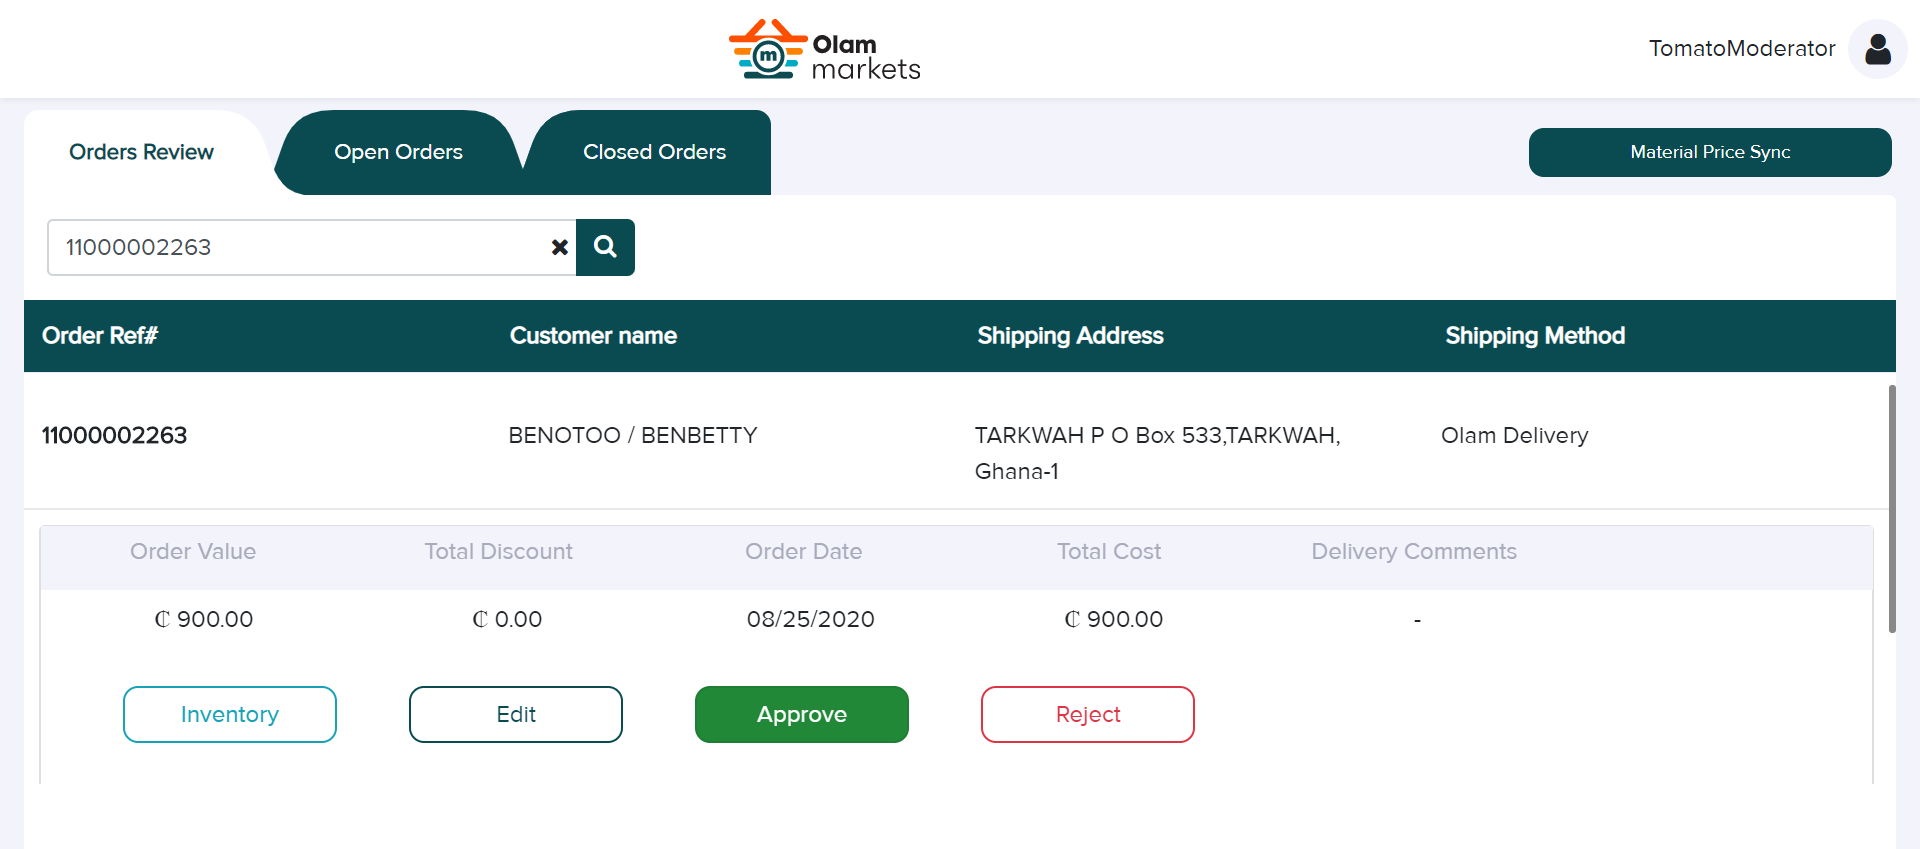 m
Olam
markets
TomatoModerator
Orders Review
Open Orders
Closed Orders
Material Price Sync
11000002263
Order Ref#
Customer name
Shipping Address
Shipping Method
11000002263
BENOTOO / BENBETTY
TARKWAH P O Box 533,TARKWAH,
Ghana-1
Olam Delivery
Order Value
Total Discount
Order Date
Total Cost
Delivery Comments
₵ 900.00
₵ 0.00
08/25/2020
₵ 900.00
-
Inventory
Edit
Approve
Reject